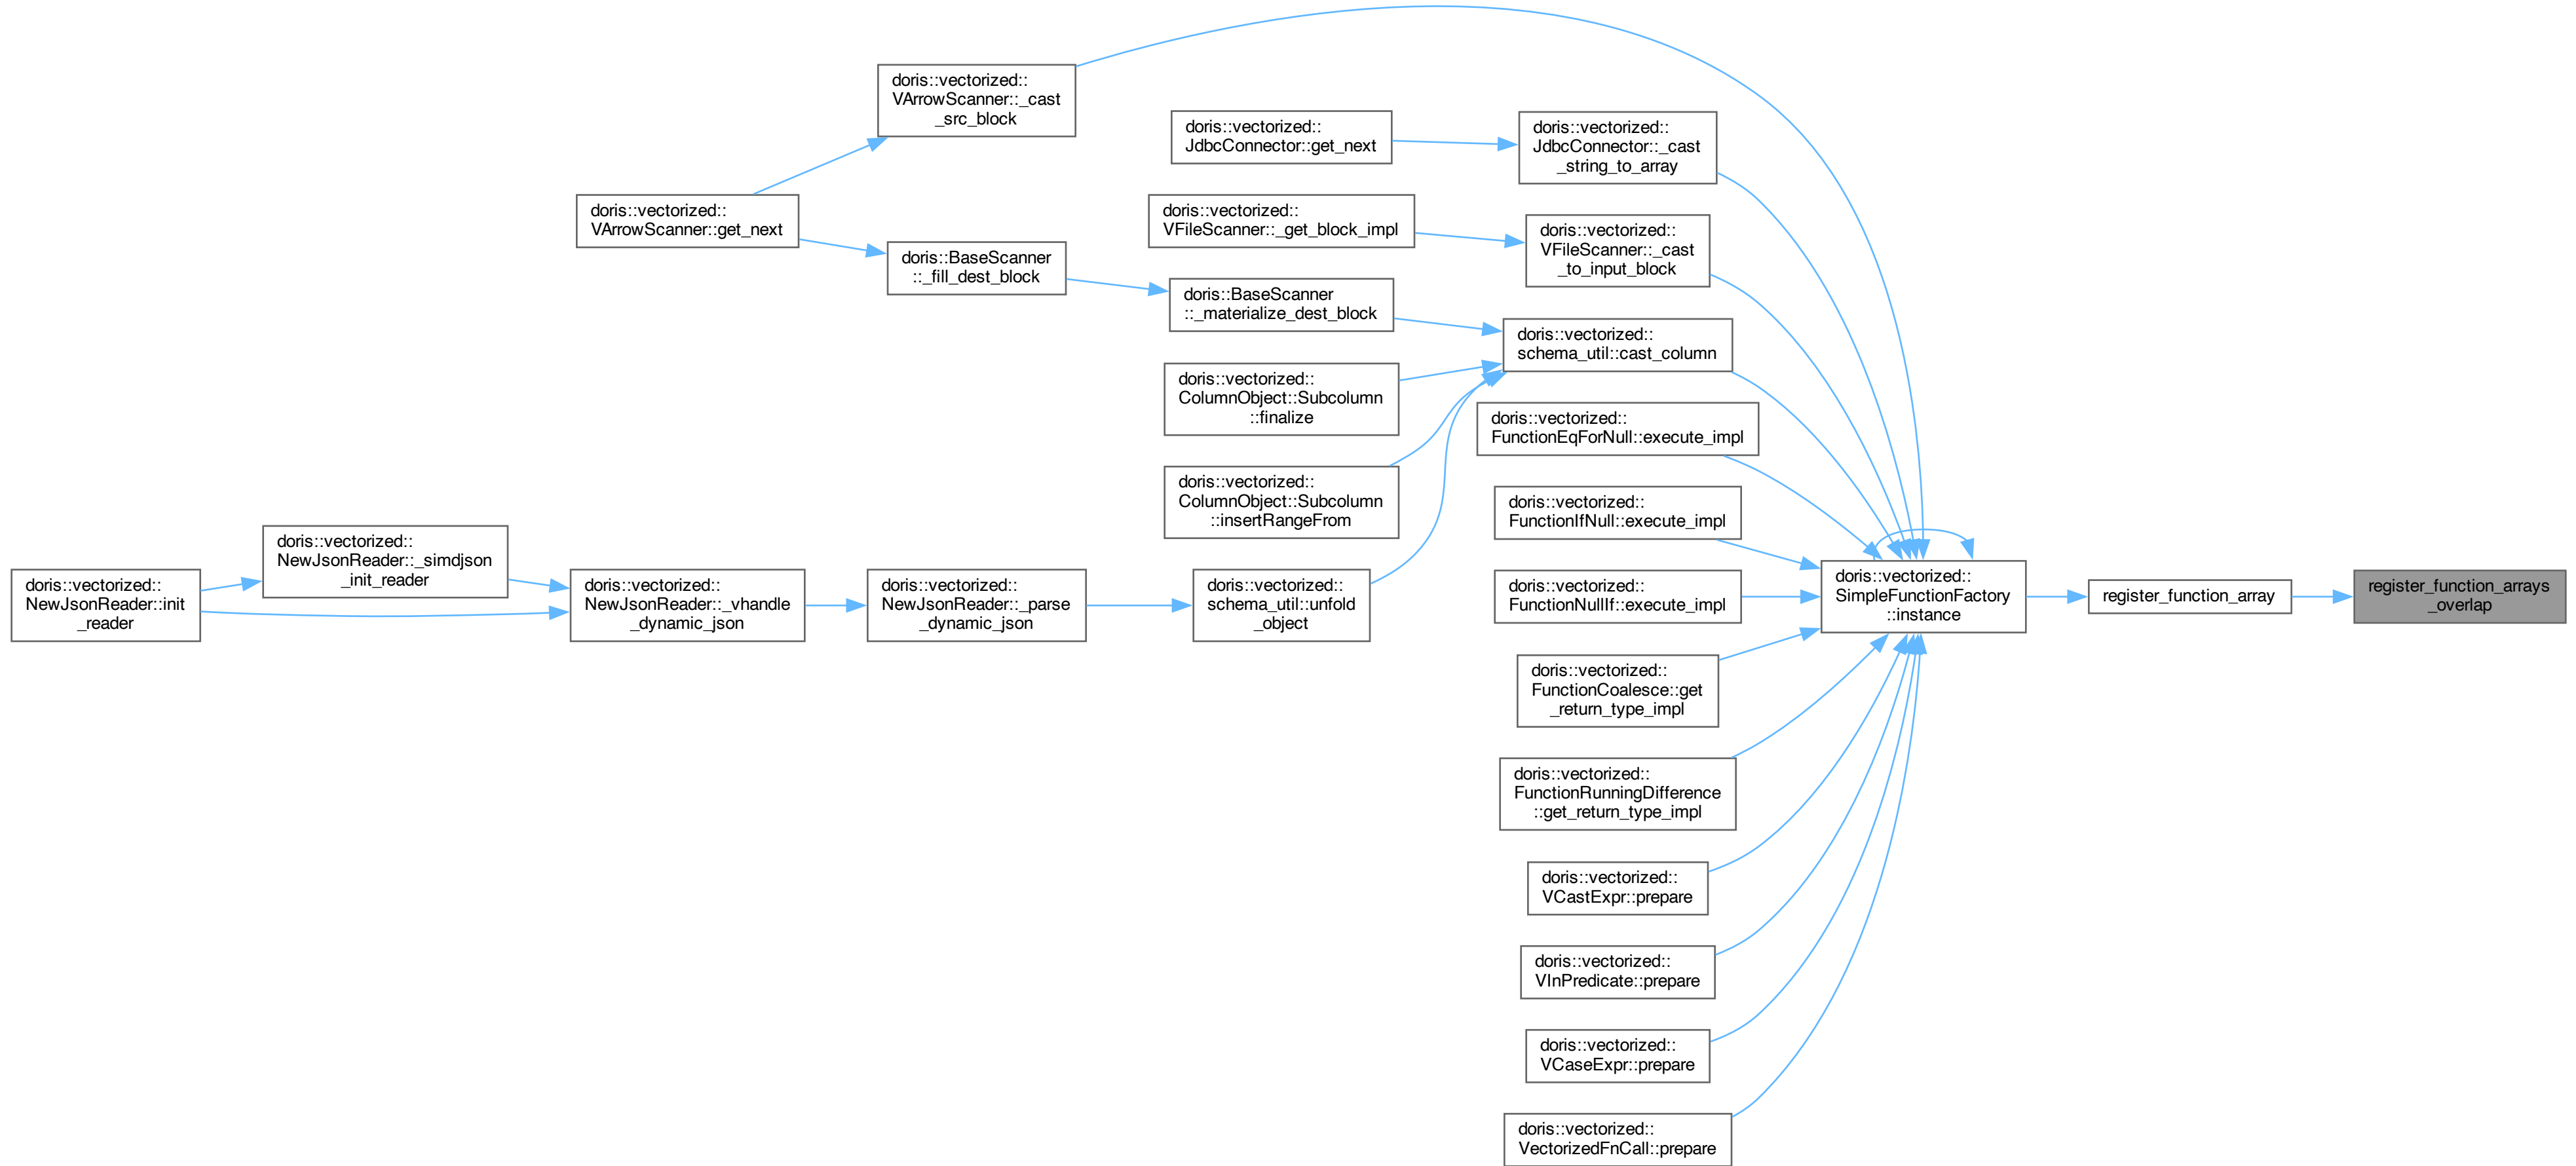 doris::vectorized::
VArrowScanner::_cast
_src_block
doris::vectorized::
JdbcConnector::get_next
doris::vectorized::
JdbcConnector::_cast
_string_to_array
doris::vectorized::
VArrowScanner::get_next
doris::vectorized::
VFileScanner::_get_block_impl
doris::vectorized::
VFileScanner::_cast
_to_input_block
doris::BaseScanner
::_fill_dest_block
doris::BaseScanner
::_materialize_dest_block
doris::vectorized::
schema_util::cast_column
doris::vectorized::
ColumnObject::Subcolumn
::finalize
doris::vectorized::
FunctionEqForNull::execute_impl
doris::vectorized::
ColumnObject::Subcolumn
::insertRangeFrom
doris::vectorized::
FunctionIfNull::execute_impl
doris::vectorized::
NewJsonReader::init
_reader
doris::vectorized::
NewJsonReader::_simdjson
_init_reader
doris::vectorized::
NewJsonReader::_vhandle
_dynamic_json
doris::vectorized::
NewJsonReader::_parse
_dynamic_json
doris::vectorized::
schema_util::unfold
_object
doris::vectorized::
FunctionNullIf::execute_impl
doris::vectorized::
SimpleFunctionFactory
::instance
register_function_array
register_function_arrays
_overlap
doris::vectorized::
FunctionCoalesce::get
_return_type_impl
doris::vectorized::
FunctionRunningDifference
::get_return_type_impl
doris::vectorized::
VCastExpr::prepare
doris::vectorized::
VInPredicate::prepare
doris::vectorized::
VCaseExpr::prepare
doris::vectorized::
VectorizedFnCall::prepare